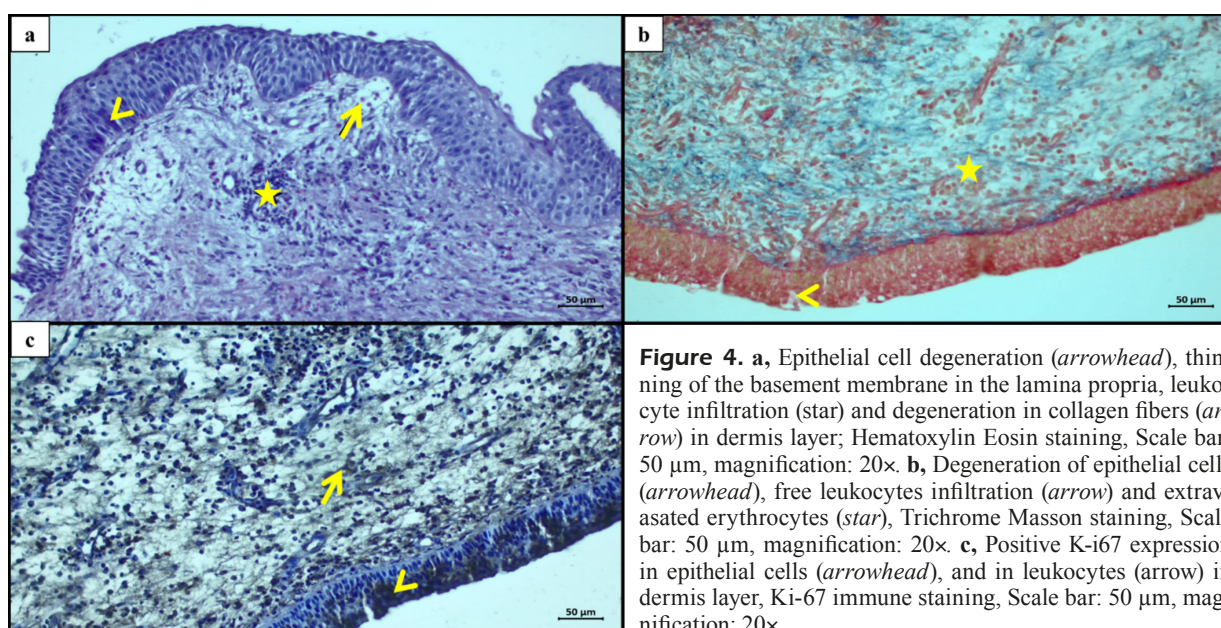 a
50 µm
b
50 µm
c
50 µm
Figure 4. a, Epithelial cell degeneration (arrowhead), thin-
ning of the basement membrane in the lamina propria, leuko-
cyte infiltration (star) and degeneration in collagen fibers (ar-
row) in dermis layer; Hematoxylin Eosin staining, Scale bar:
50 µm, magnification: 20×. b, Degeneration of epithelial cell
(arrowhead), free leukocytes infiltration (arrow) and extrav-
asated erythrocytes (star), Trichrome Masson staining, Scal
bar: 50 µm, magnification: 20×. c, Positive K-i67 expression
in epithelial cells (arrowhead), and in leukocytes (arrow) i
dermis layer, Ki-67 immune staining, Scale bar: 50 µm, mag
nification: 20×